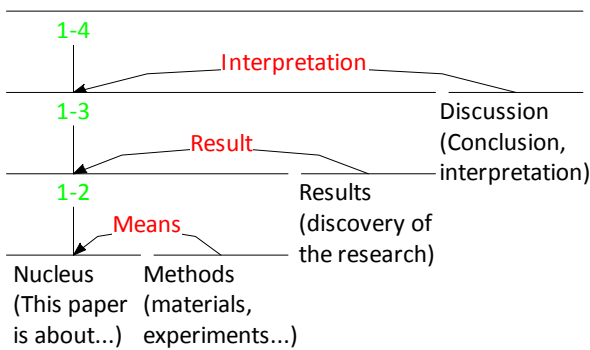 1-4
Interpretation
1-3
Discussion
(Conclusion,
interpretation)
Result
1-2
Results
(discovery of
the research)
Means
Nucleus
(This paper
is about...)
Methods
(materials,
experiments...)